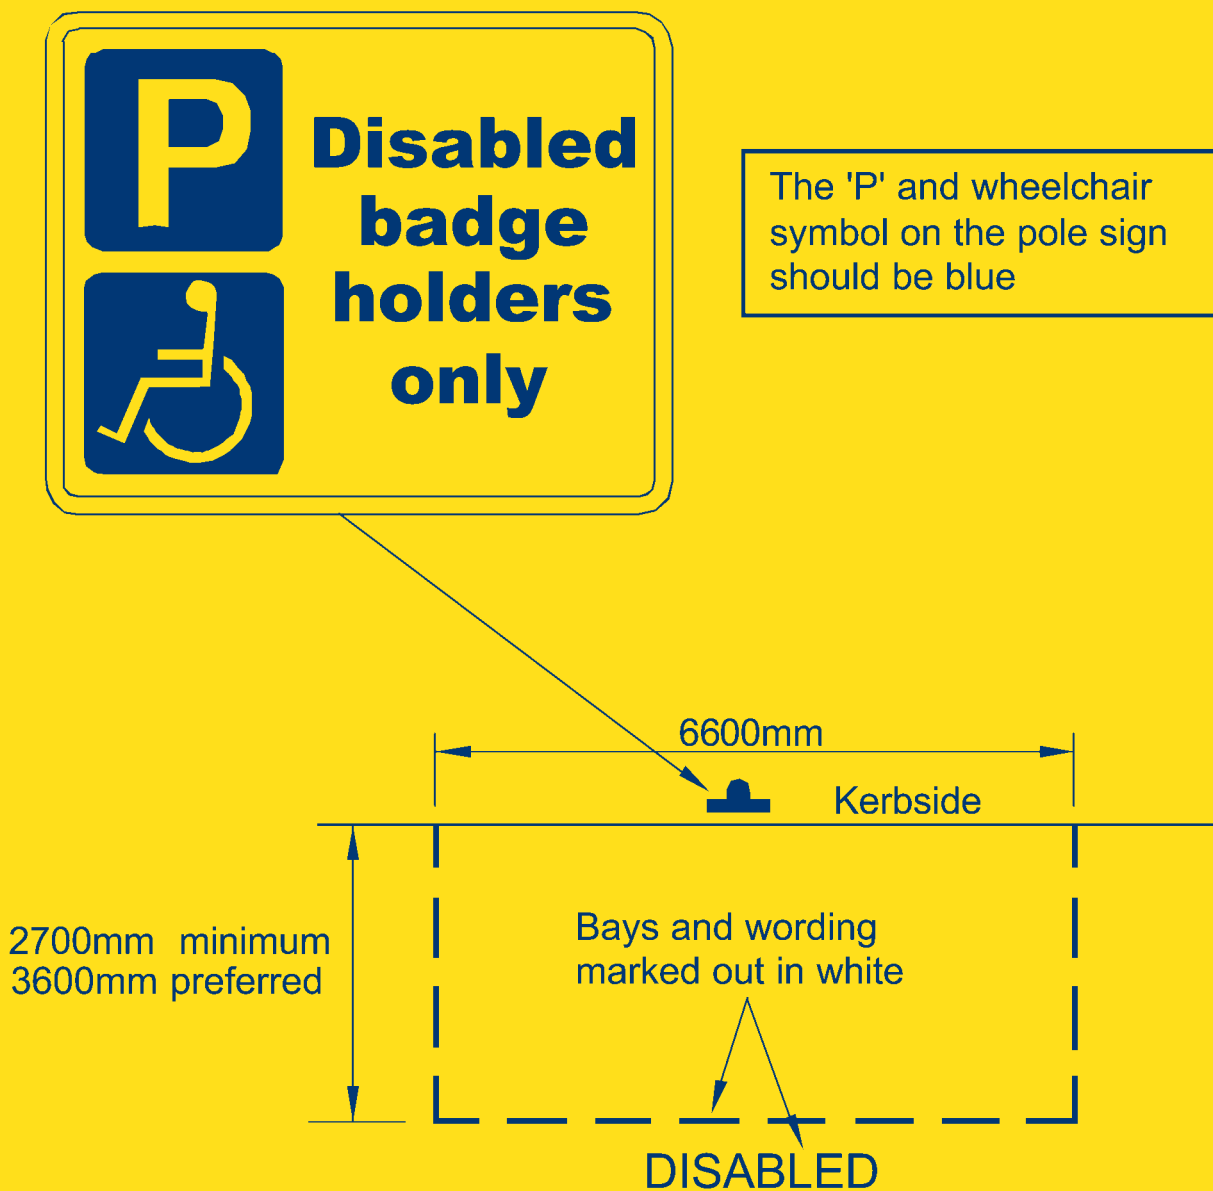 P
Disabled
badge
holders
only
The 'P' and wheelchair
symbol on the pole sign
should be blue
6600mm
Kerbside
2700mm minimum
3600mm preferred
Bays and wording
marked out in white
DISABLED